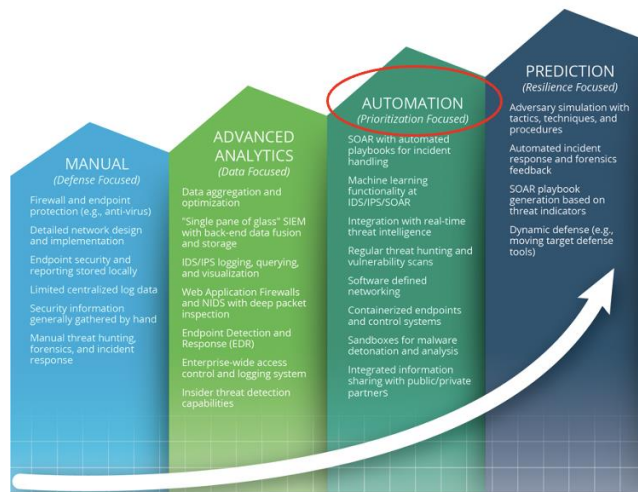 MANUAL
(Defense Focused)
Firewall and endpoint
protection (e.g., anti-virus)
Detailed network design
and implementation
Endpoint security and
reporting stored locally
Limited centralized log data
Security information
generally gathered by hand
Manual threat hunting,
forensics, and incident
response
ADVANCED
ANALYTICS
(Data Focused)
Data aggregation and
optimization
"Single pane of glass" SIEM
with back-end data fusion
and storage
IDS/IPS logging, querying,
and visualization
Web Application Firewalls
and NIDS with deep packet
inspection
Endpoint Detection and
Response (EDR)
Enterprise-wide access
control and logging system
Insider threat detection
capabilities
AUTOMATION
(Prioritization Focused)
SOAR with automated
playbooks for incident
handling
Machine learning
functionality at
IDS/IPS/SOAR
Integration with real-time
threat intelligence
Regular threat hunting and
vulnerability scans
Software defined
networking
Containerized endpoints
and control systems
Sandboxes for malware
detonation and analysis
Integrated information
sharing with public/private
partners
PREDICTION
(Resilience Focused)
Adversary simulation with
tactics, techniques, and
procedures
Automated incident
response and forensics
feedback
SOAR playbook
generation based on
threat indicators
Dynamic defense (e.g.,
moving target defense
tools)